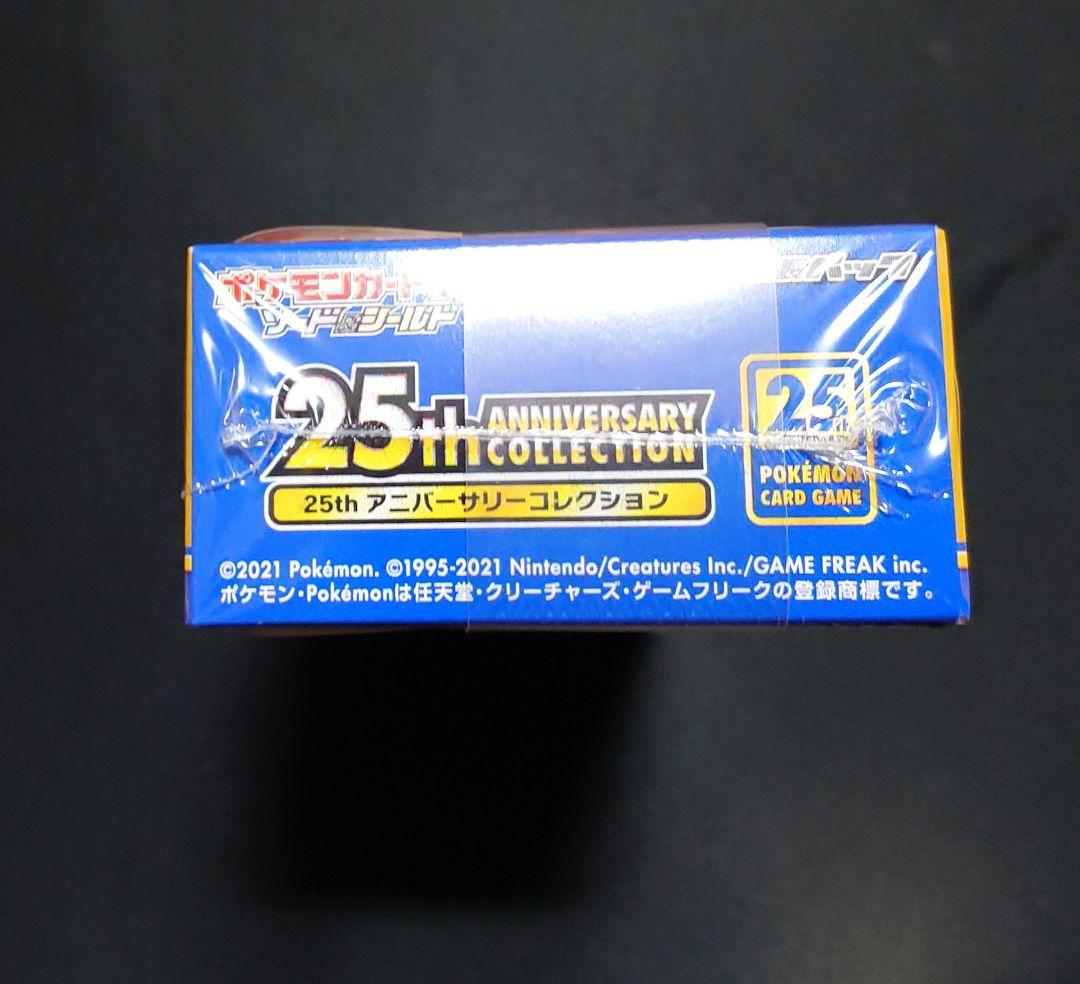 ポケモンカード
パック
ソード&シールド
25th ANNIVERSARY
COLLECTION
25th アニバーサリーコレクション
25
POKÉMON
CARD GAME
©2021 Pokémon. ©1995-2021 Nintendo/Creatures Inc./GAME FREAK inc.
ポケモン・Pokémonは任天堂・クリーチャーズ・ゲームフリークの登録商標です。